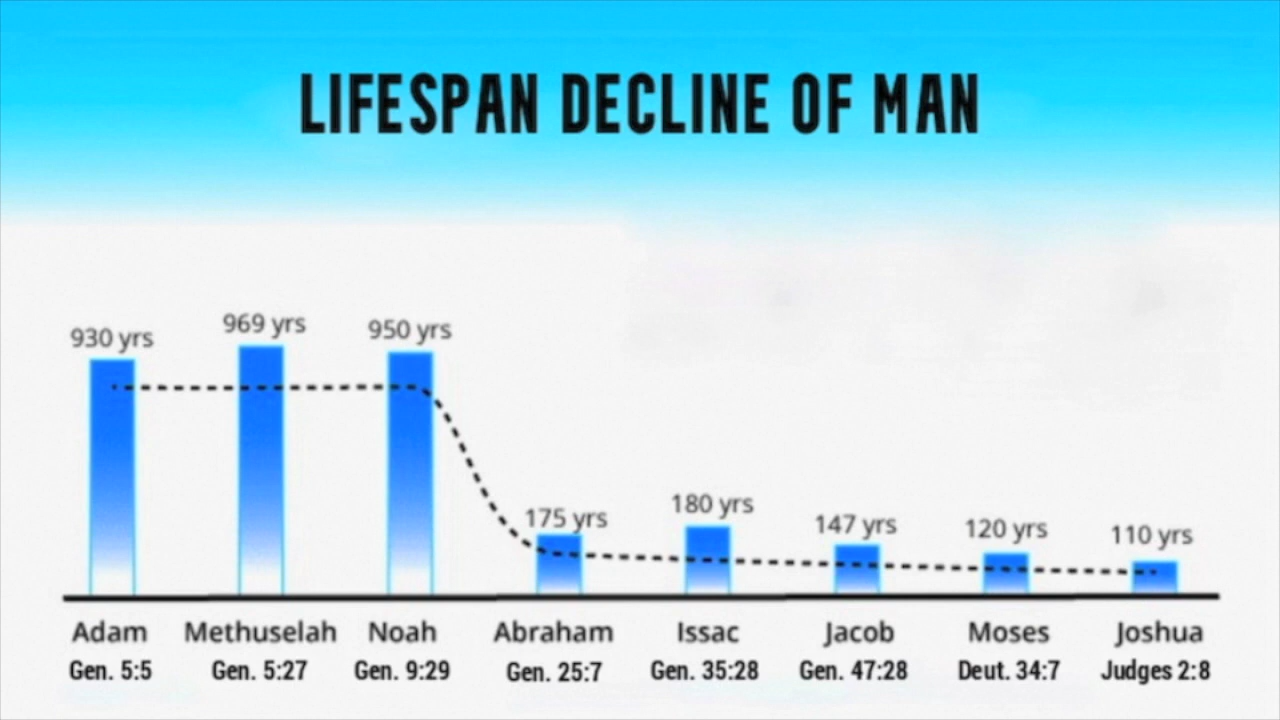 LIFESPAN DECLINE OF MAN
930 yrs
969 yrs
950 yrs
175 yrs
180 yrs
147 yrs
120 yrs
110 yrs
Adam Methuselah Noah Abraham Issac Jacob Moses Joshua
Gen. 5:5 Gen. 5:27 Gen. 9:29 Gen. 25:7 Gen. 35:28 Gen. 47:28 Deut. 34:7 Judges 2:8